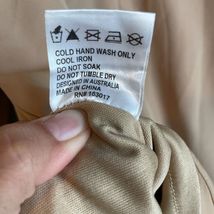 COLD HAND WASH ONLY
COOL IRON
DO NOT SOAK
DO NOT TUMBLE DRY
DESIGNED IN AUSTRALIA
MADE IN CHINA
RN# 163017